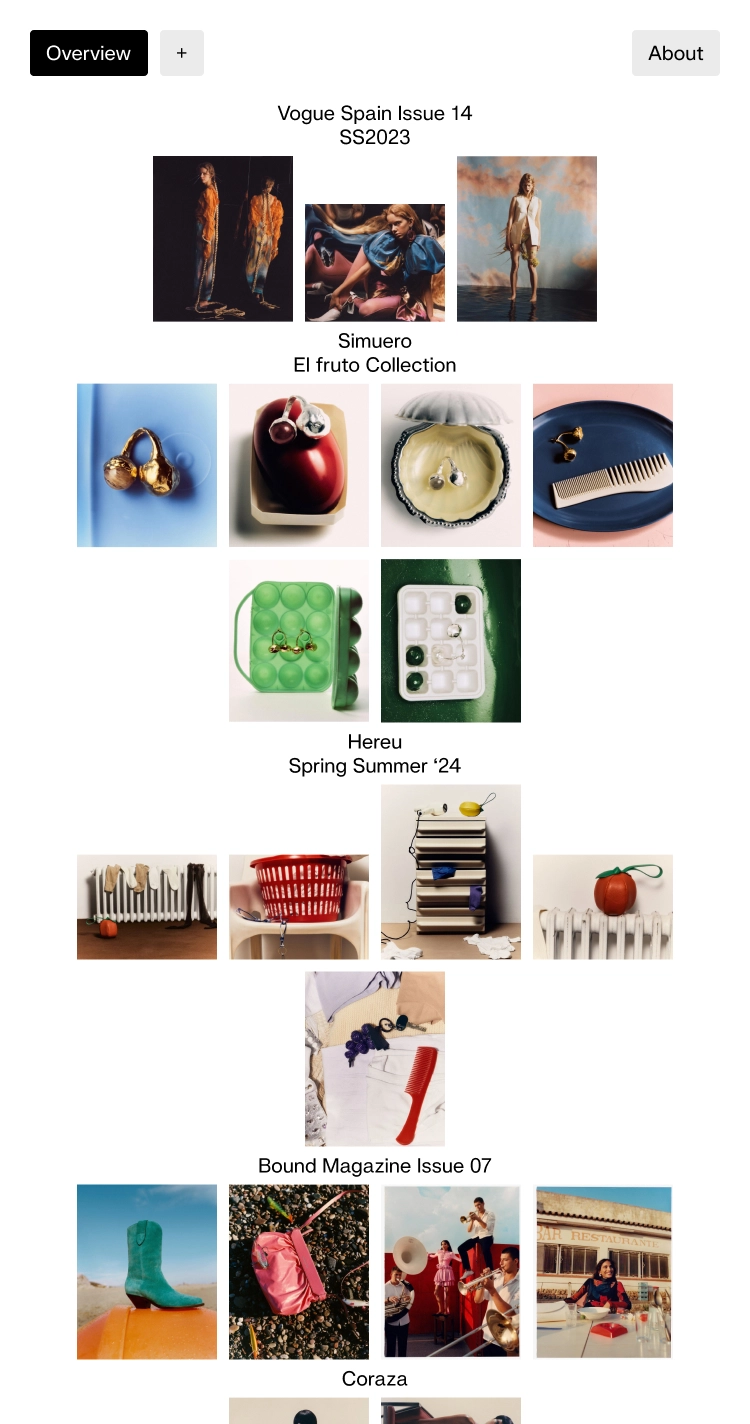 Overview
+
About
Vogue Spain Issue 14
SS2023
Simuero
El fruto Collection
Hereu
Spring Summer ‘24
Bound Magazine Issue 07
BAR RESTAURANTE
Coraza